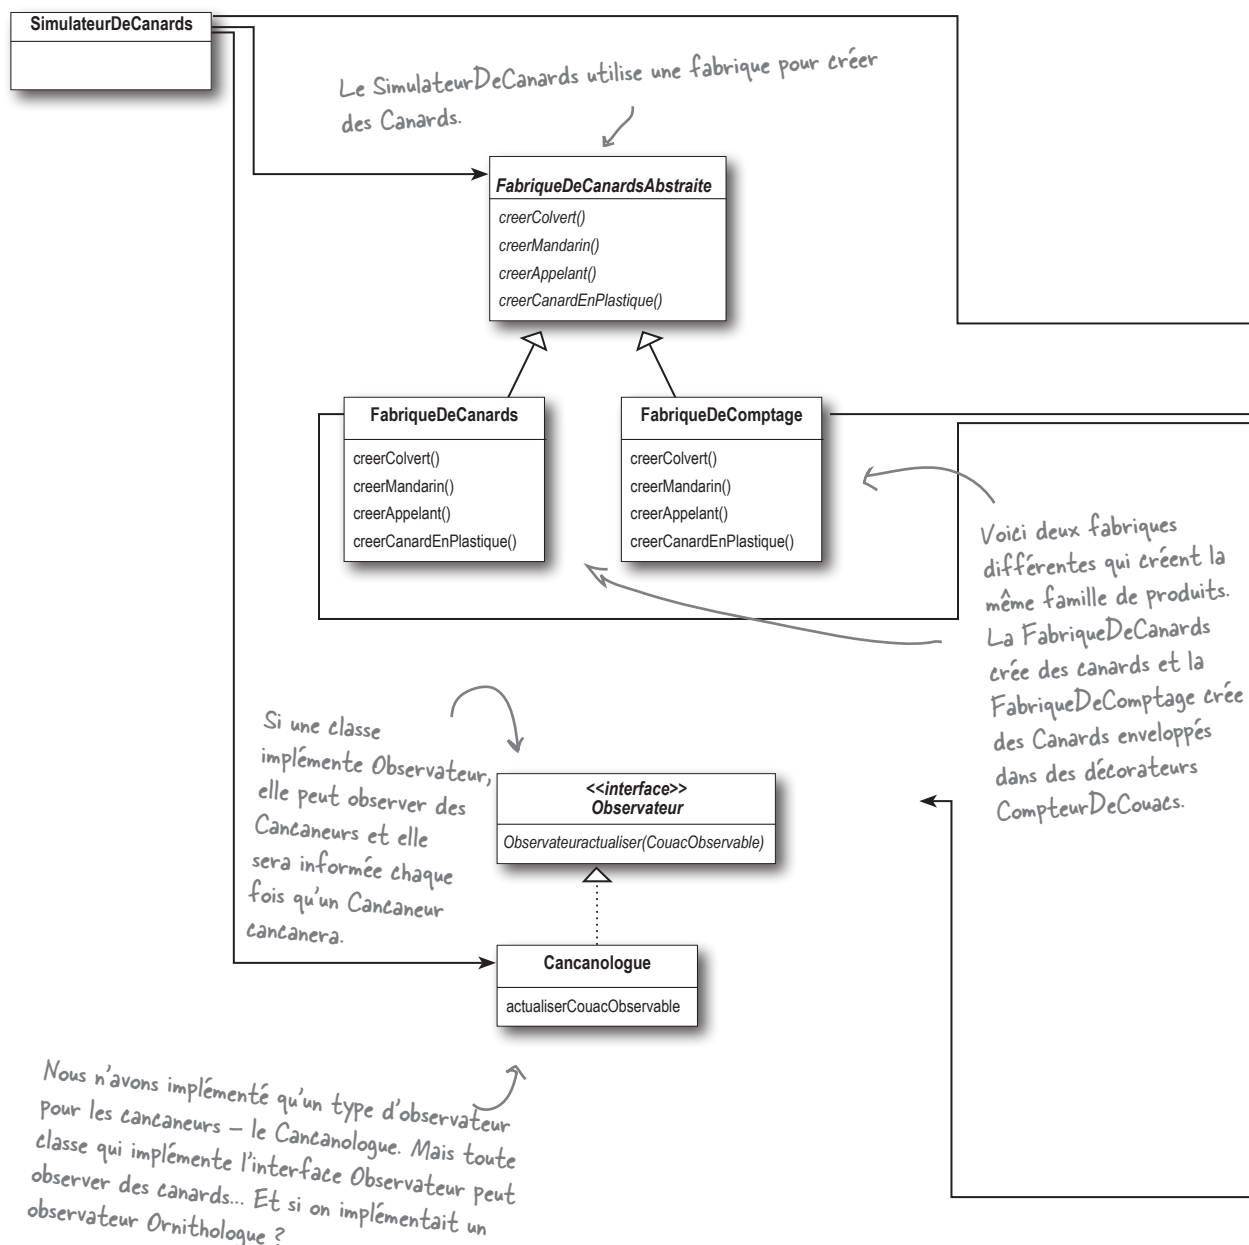 SimulateurDeCanards
Le SimulateurDeCanards utilise une fabrique pour créer
des Canards.
FabriqueDeCanardsAbstraite
creerColvert()
creerMandarin()
creerAppelant()
creerCanardEnPlastique()
FabriqueDeCanards
creerColvert()
creerMandarin()
creerAppelant()
creerCanardEnPlastique()
FabriqueDeComptage
creerColvert()
creerMandarin()
creerAppelant()
creerCanardEnPlastique()
Voici deux fabriques
différentes qui créent la
même famille de produits.
La FabriqueDeCanards
crée des canards et la
FabriqueDeComptage crée
des Canards enveloppés
dans des décorateurs
CompteurDeCouacs.
Si une classe
implémente Observateur,
elle peut observer des
Cancaneurs et elle
sera informée chaque
fois qu'un Cancaneur
cancanera.
<<interface>>
Observateur
Observateuractualiser(CouacObservable)
Cancanologue
actualiserCouacObservable
Nous n'avons implémenté qu'un type d'observateur
pour les cancaneurs – le Cancanologue. Mais toute
classe qui implémente l'interface Observateur peut
observer des canards... Et si on implémentait un
observateur Ornithologue ?